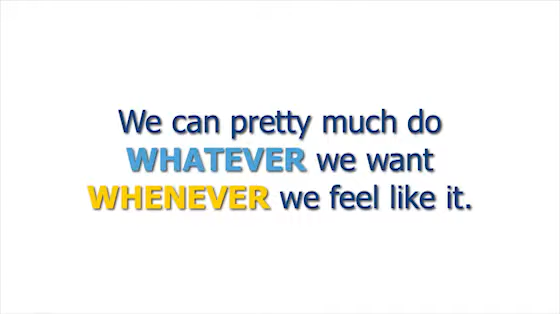 We can pretty much do
WHATEVER we want
WHENEVER we feel like it.